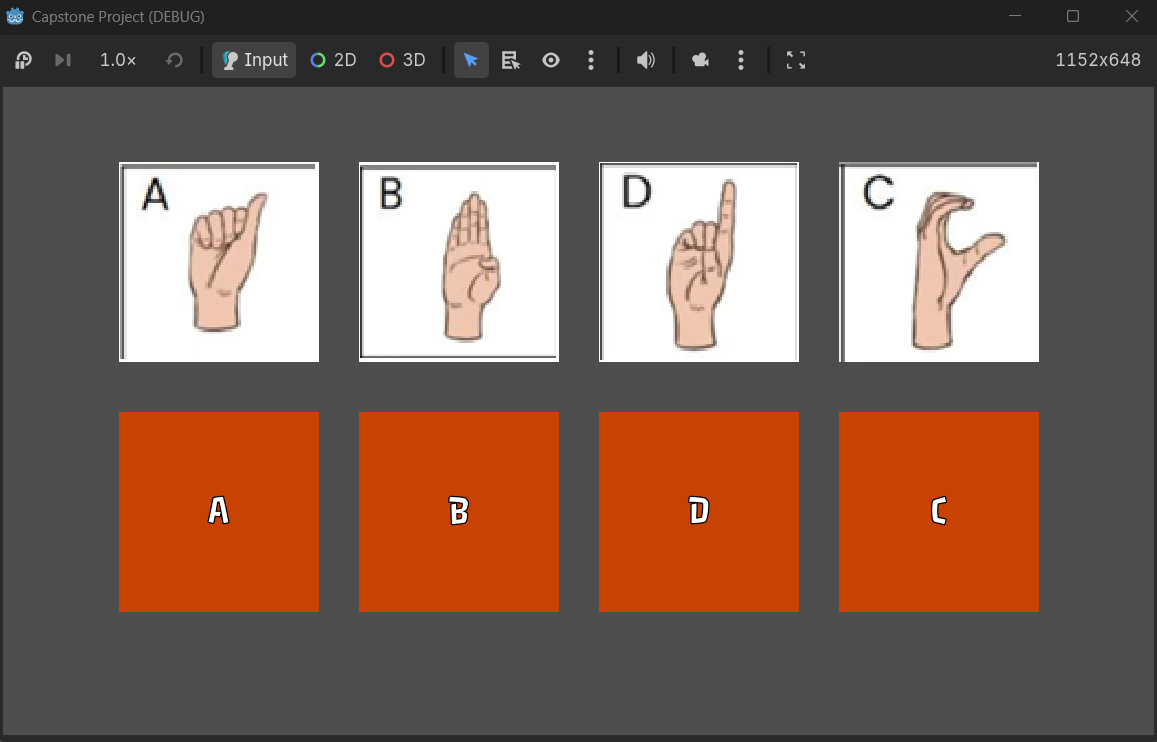 Capstone Project (DEBUG)
1.0× Input 2D 3D 1152x648
A B D C
A B D C